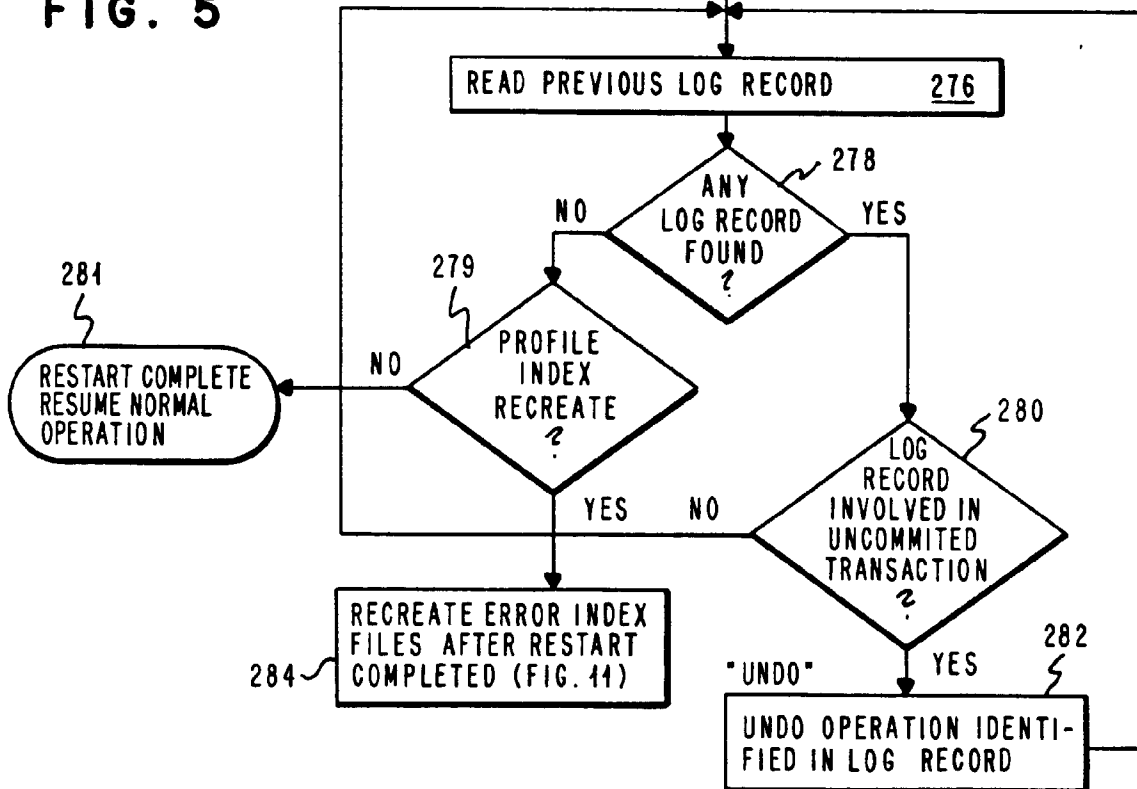 FIG. 5
READ PREVIOUS LOG RECORD 276
278
ANY
LOG RECORD
FOUND
?
NO
YES
279
PROFILE
INDEX
RECREATE
?
NO
YES
281
RESTART COMPLETE
RESUME NORMAL
OPERATION
280
LOG
RECORD
INVOLVED IN
UNCOMMITED
TRANSACTION
?
NO
YES
RECREATE ERROR INDEX
FILES AFTER RESTART
COMPLETED (FIG. 11)
284
"UNDO"
282
UNDO OPERATION IDENTI-
FIED IN LOG RECORD